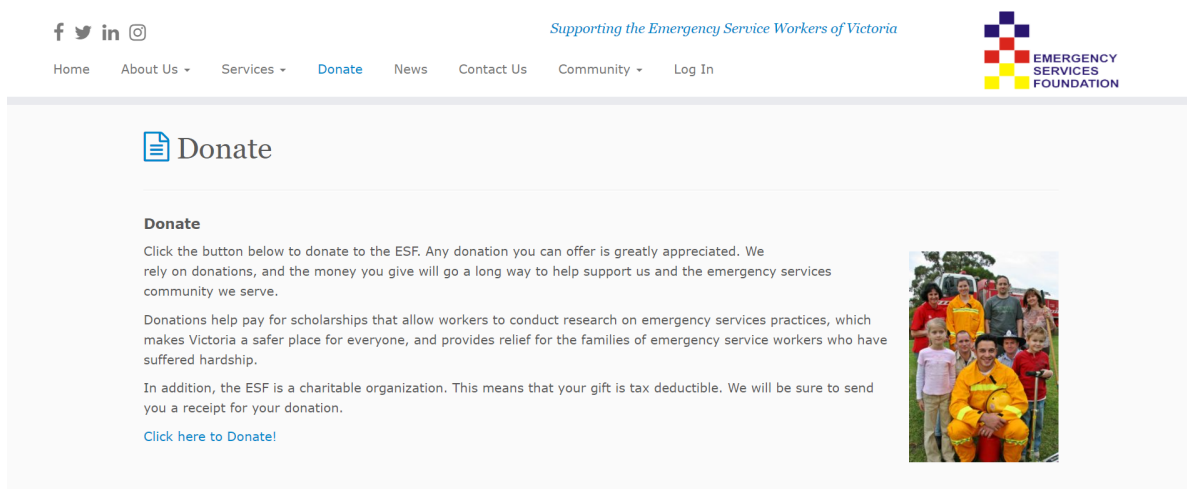 Supporting the Emergency Service Workers of Victoria
Home About Us Services Donate News Contact Us Community Log In
EMERGENCY
SERVICES
FOUNDATION
Donate
Donate
Click the button below to donate to the ESF. Any donation you can offer is greatly appreciated. We
rely on donations, and the money you give will go a long way to help support us and the emergency services
community we serve.
Donations help pay for scholarships that allow workers to conduct research on emergency services practices, which
makes Victoria a safer place for everyone, and provides relief for the families of emergency service workers who have
suffered hardship.
In addition, the ESF is a charitable organization. This means that your gift is tax deductible. We will be sure to send
you a receipt for your donation.
Click here to Donate!